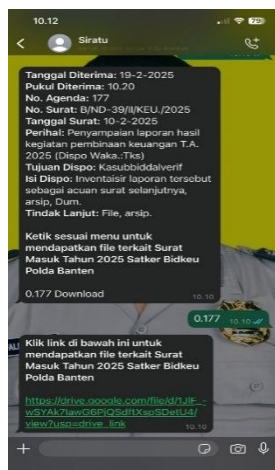 10.12
79
Siratu
Tanggal Diterima: 19-2-2025
Pukul Diterima: 10.20
No. Agenda: 177
No. Surat: B/ND-39/II/KEU./2025
Tanggal Surat: 10-2-2025
Perihal: Penyampaian laporan hasil
kegiatan pembinaan keuangan T.A.
2025 (Dispo Waka.:Tks)
Tujuan Dispo: Kasubbiddalverif
Isi Dispo: Inventaisir laporan tersebut
sebagai acuan surat selanjutnya,
arsip, Dum.
Tindak Lanjut: File, arsip.
Ketik sesuai menu untuk
mendapatkan file terkait Surat
Masuk Tahun 2025 Satker Bidkeu
Polda Banten
0.177 Download
10.10
0.177 10.10
Klik link di bawah ini untuk
mendapatkan file terkait Surat
Masuk Tahun 2025 Satker Bidkeu
Polda Banten
https://drive.google.com/file/d/1JlF_-
wSYAk7lawG6PjQSdftXspSDetU4/
view?usp=drive_link
10.10